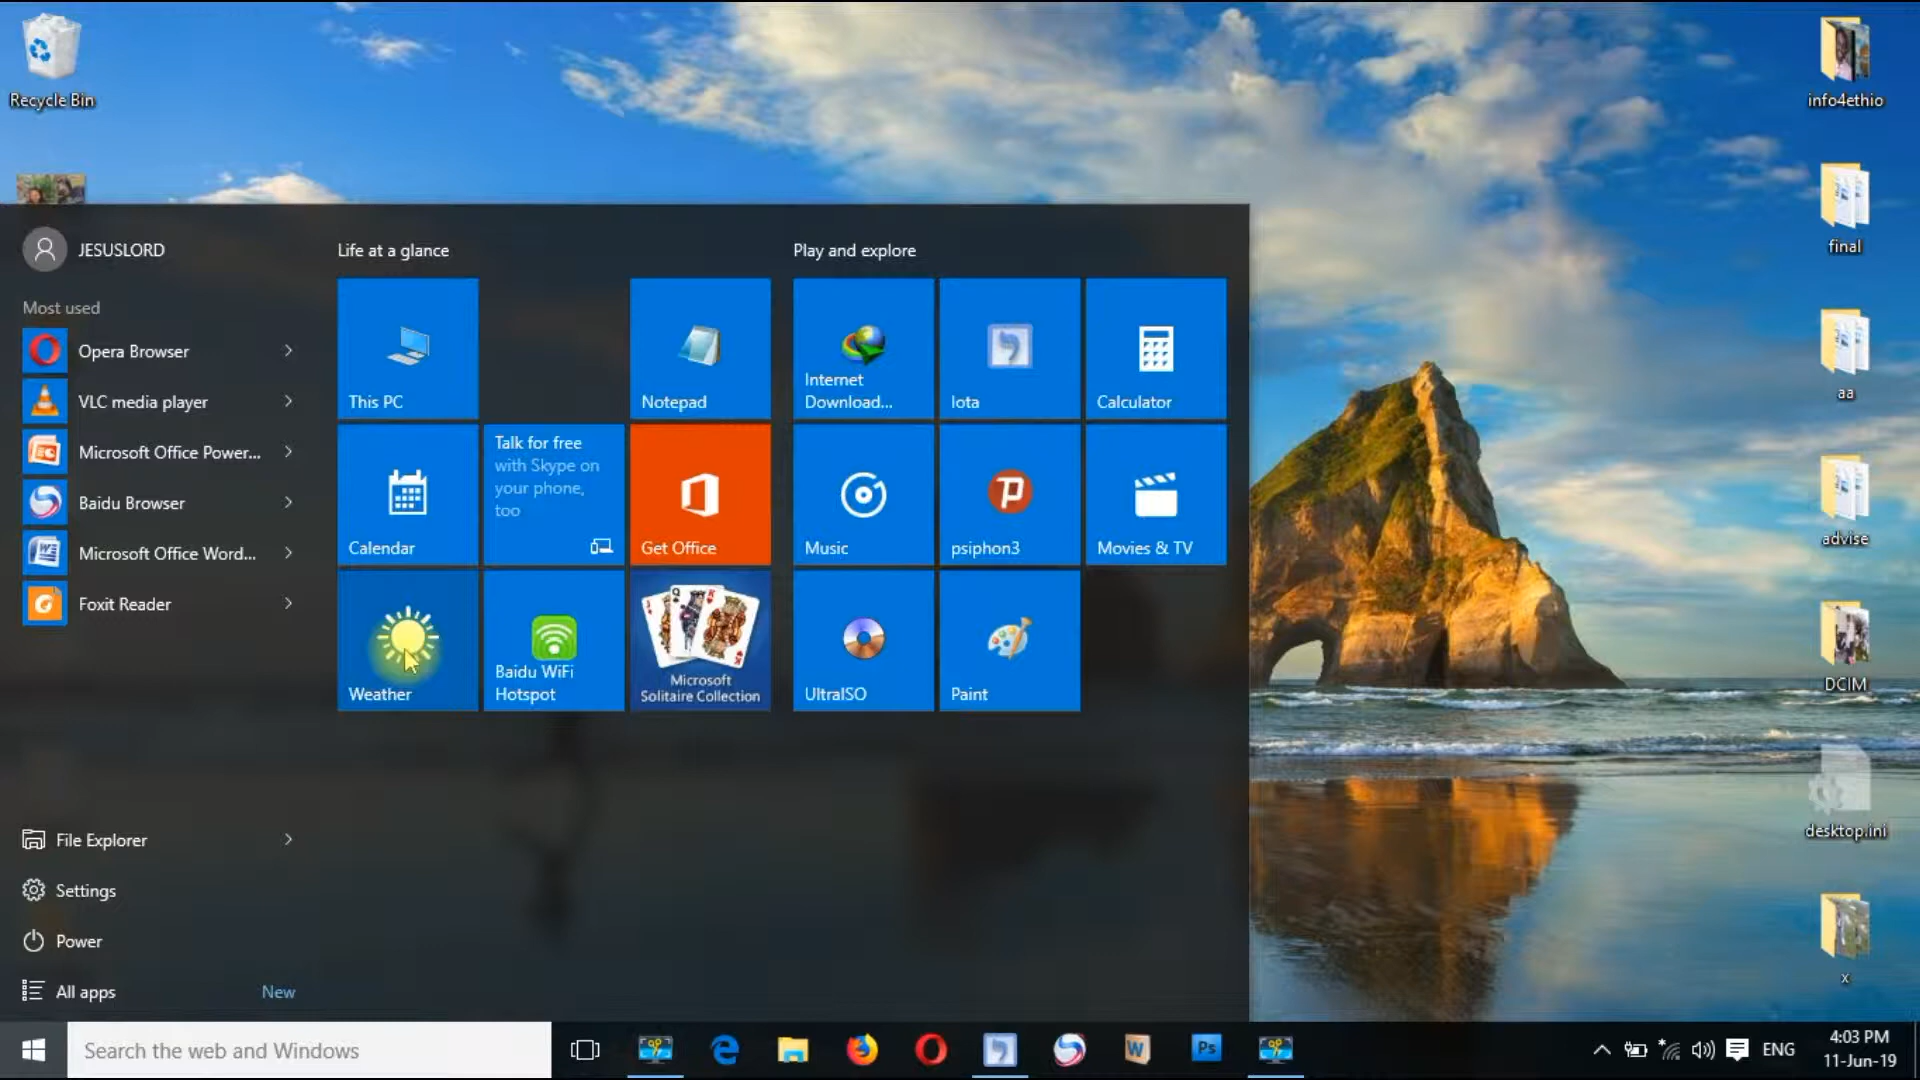 Recycle Bin
info4ethio
final
aa
advise
DCIM
desktop.ini
x
JESUSLORD
Most used
Opera Browser
VLC media player
Microsoft Office Power...
Baidu Browser
Microsoft Office Word...
Foxit Reader
File Explorer
Settings
Power
All apps
New
Life at a glance
This PC
Notepad
Calendar
Talk for free
with Skype on
your phone,
too
Get Office
Weather
Baidu WiFi
Hotspot
Microsoft
Solitaire Collection
Play and explore
Internet
Download...
Iota
Calculator
Music
psiphon3
Movies & TV
UltraISO
Paint
Search the web and Windows
W
Ps
ENG
4:03 PM
11-Jun-19